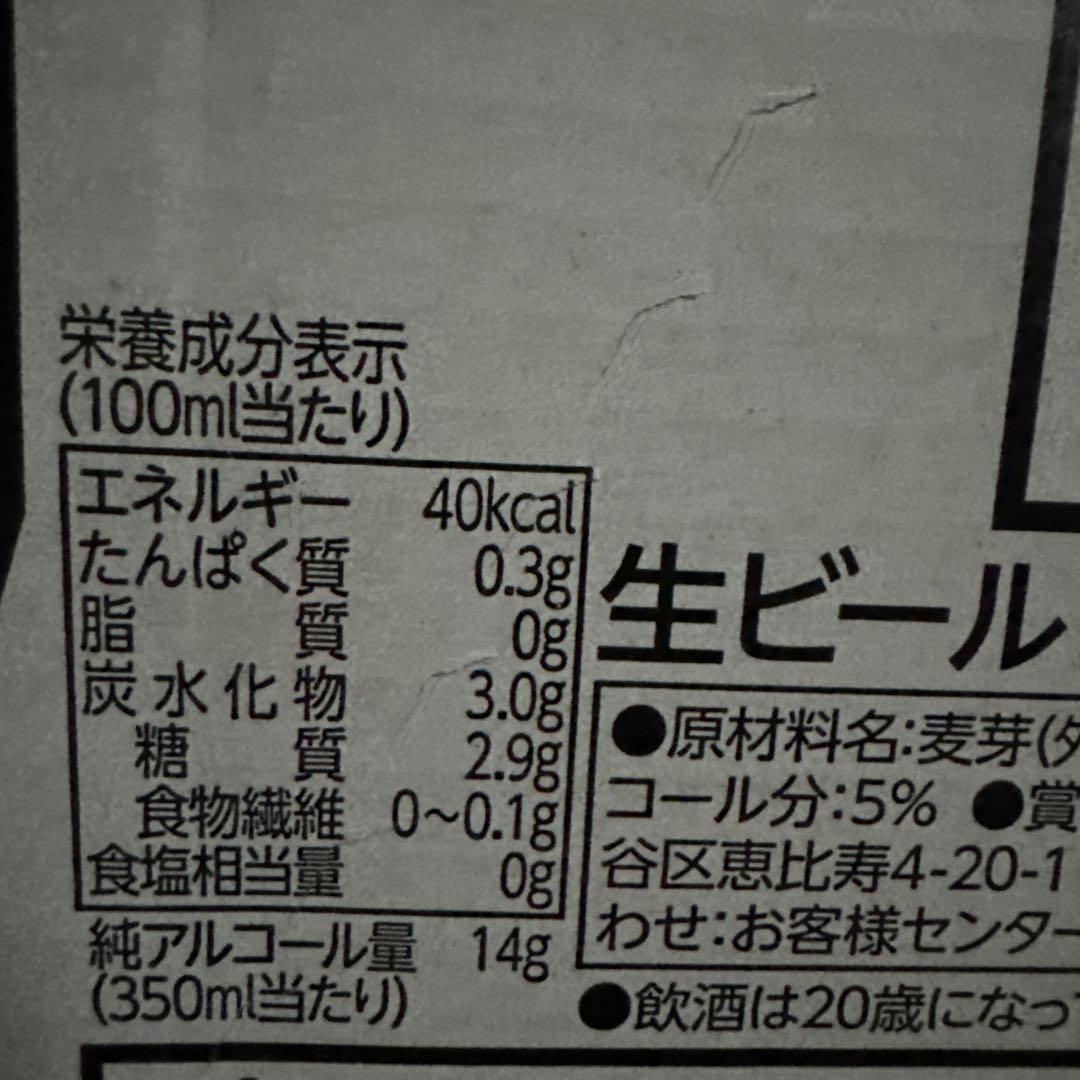 栄養成分表示
(100ml当たり)
エネルギー 40kcal
たんぱく質 0.3g
脂質 0g
炭水化物 3.0g
糖質 2.9g
食物繊維 0~0.1g
食塩相当量 0g
純アルコール量 14g
(350ml当たり)
生ビール
●原材料名:麦芽(
コール分:5% ●賞
谷区恵比寿4-20-1
わせ:お客様センター
●飲酒は20歳になっ